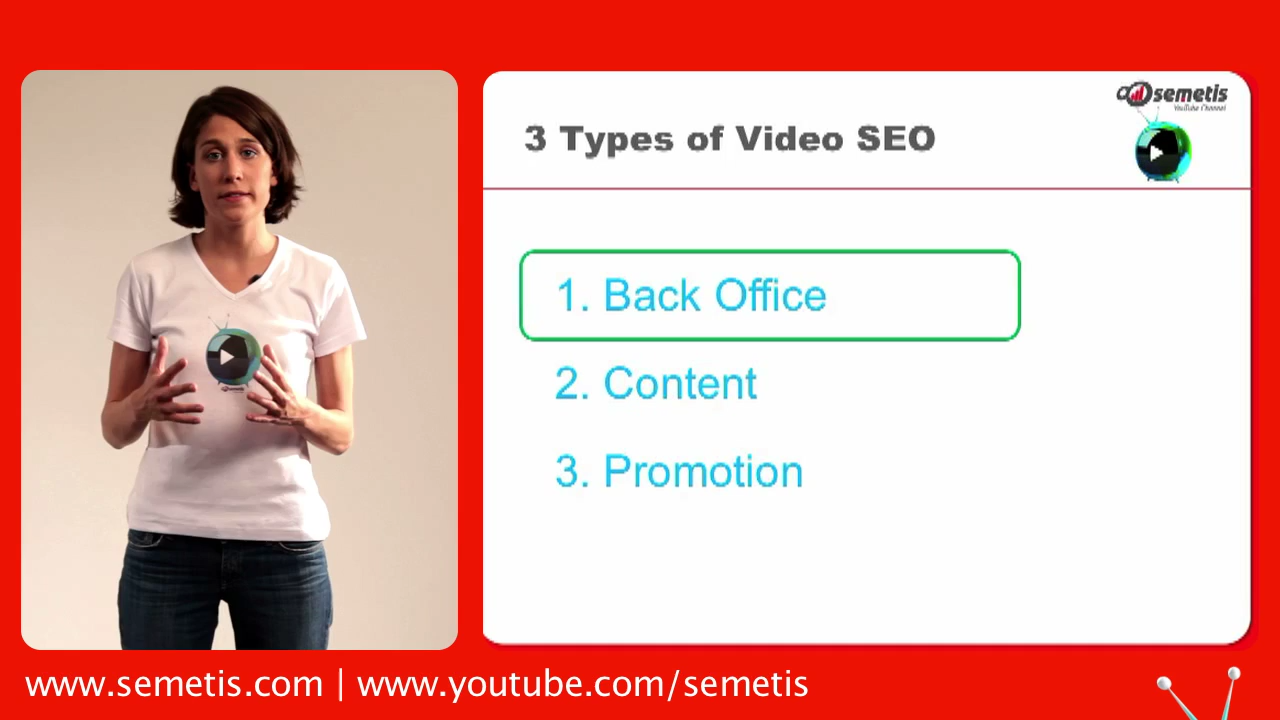 semetis
YouTube Channel
3 Types of Video SEO
1. Back Office
2. Content
3. Promotion
www.semetis.com | www.youtube.com/semetis